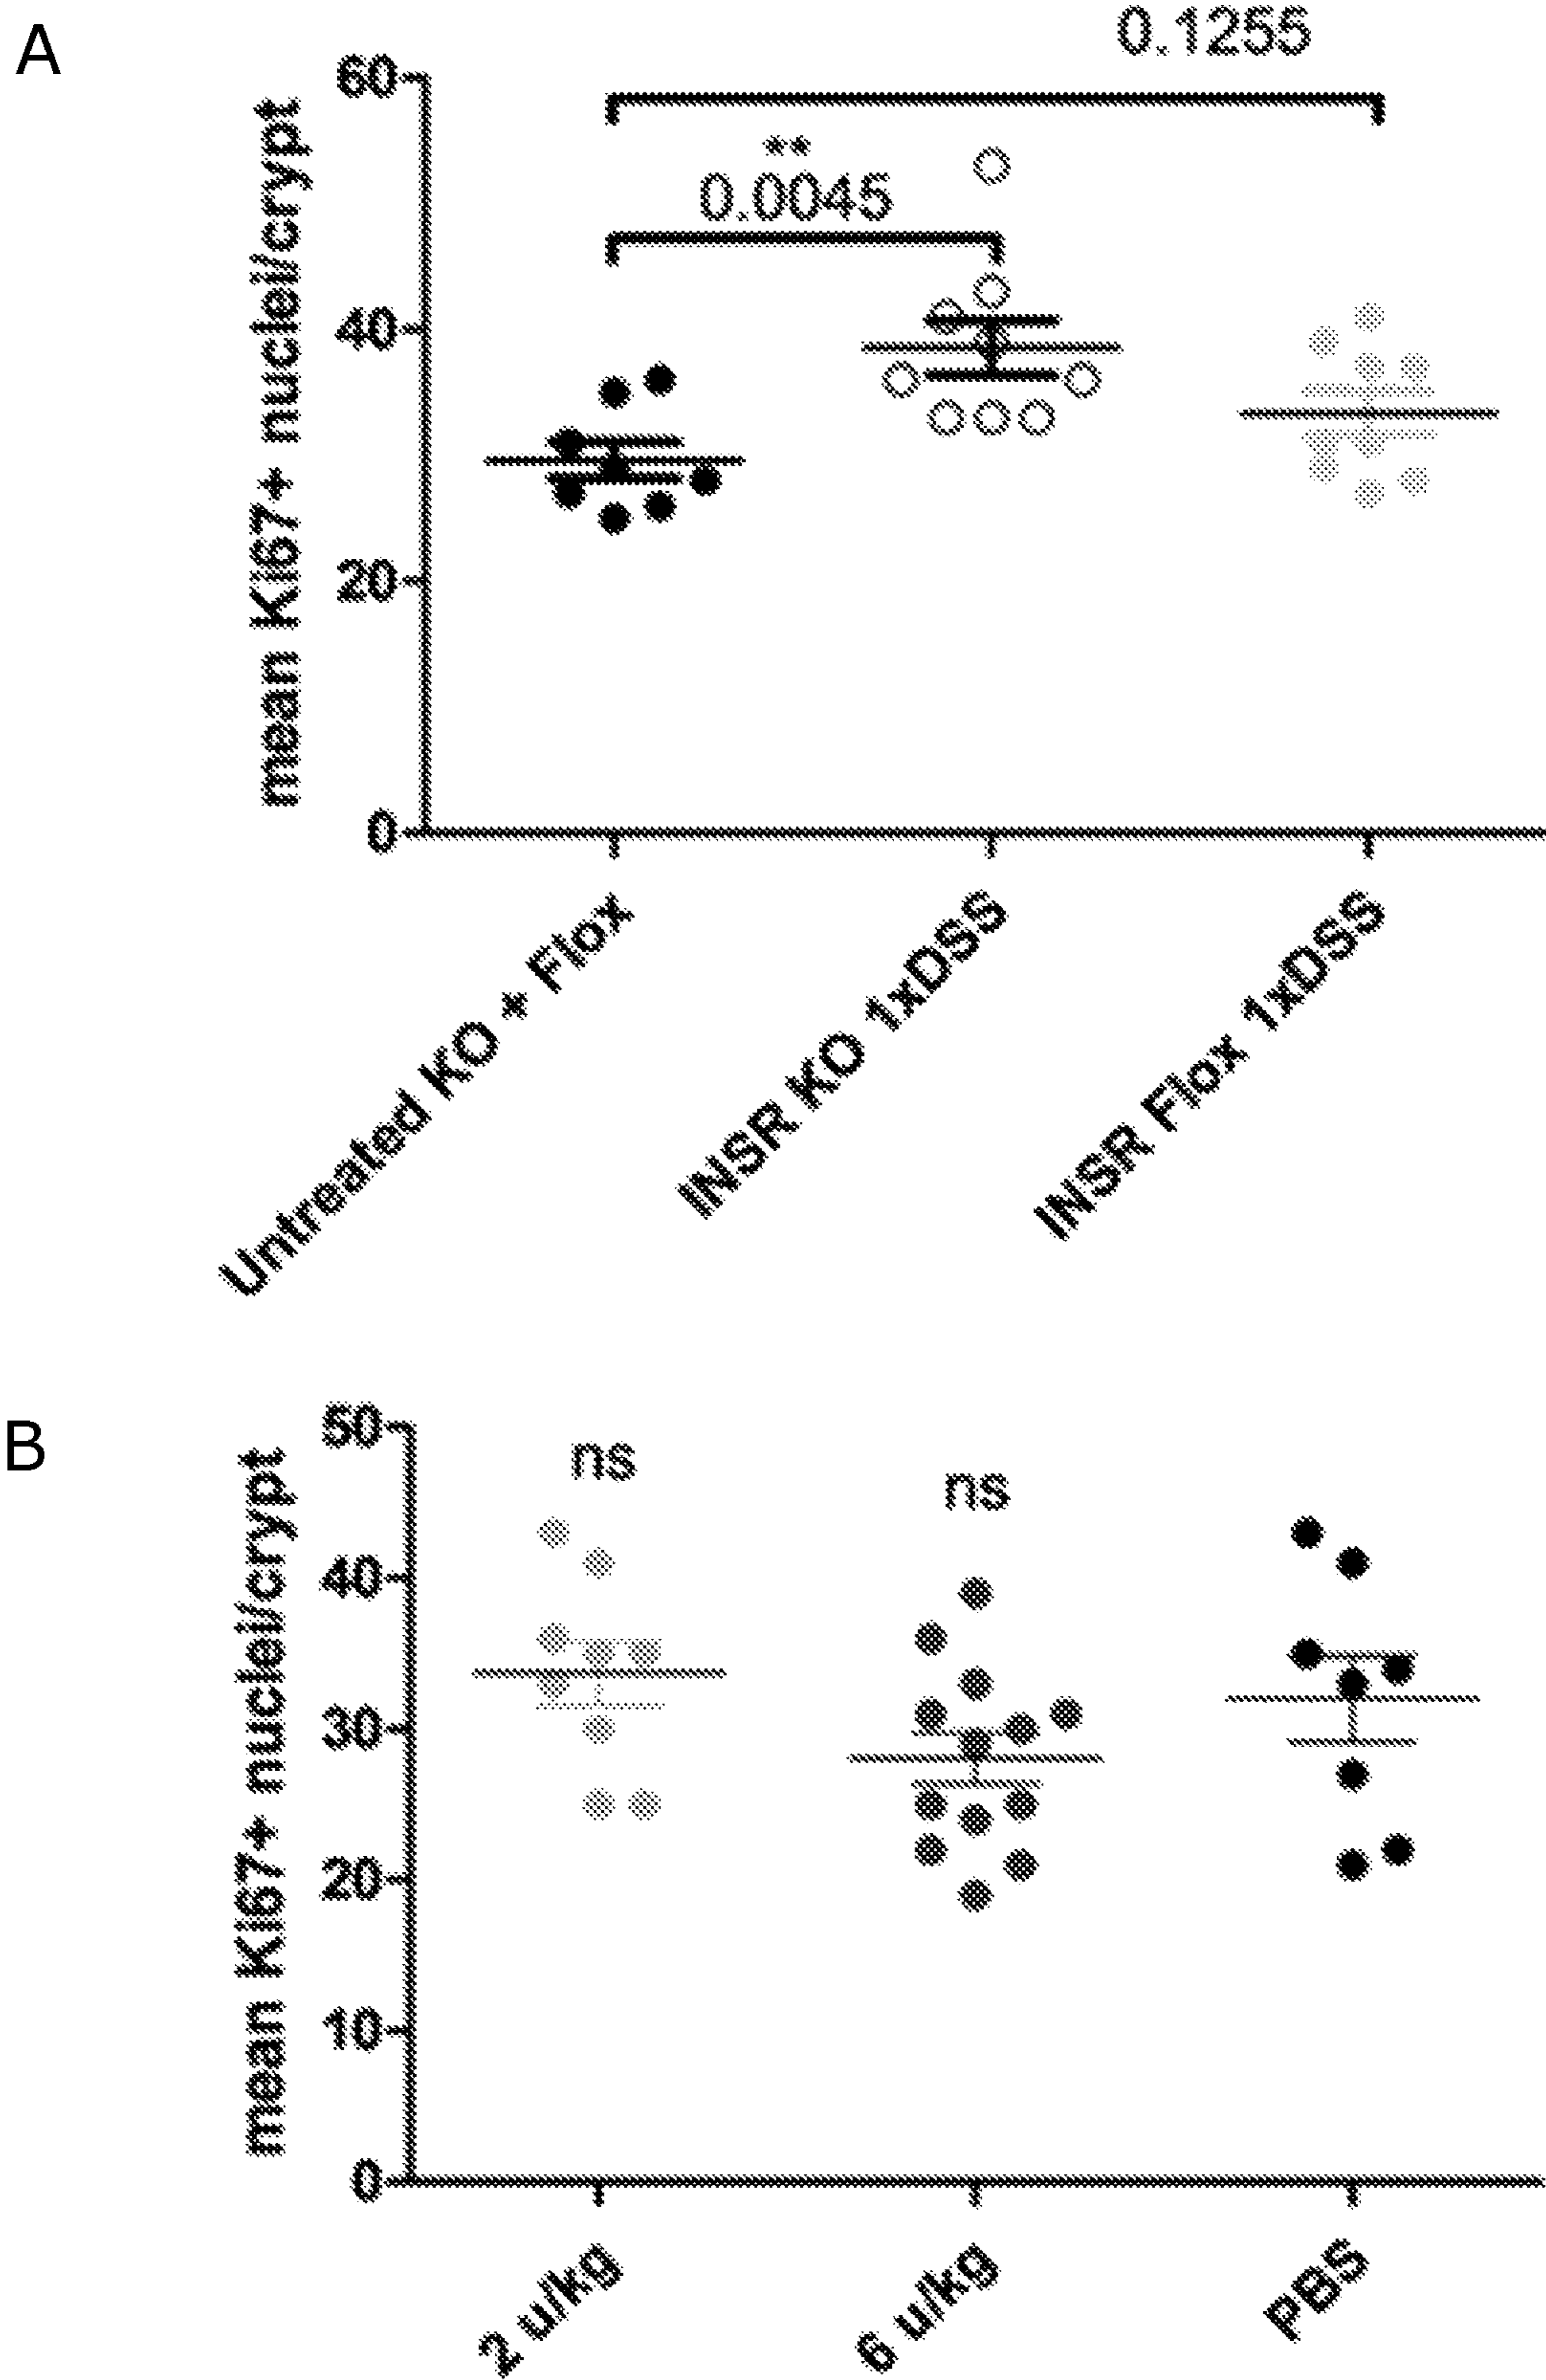 A
0.1255
60
**
0.0045
40
20
0
mean Ki67+ nuclei/crypt
Untreated KO + Flox
INSR KO 1xDSS
INSR Flox 1xDSS
B
50
ns
ns
40
30
20
10
0
mean Ki67+ nuclei/crypt
2 u/kg
6 u/kg
PBS